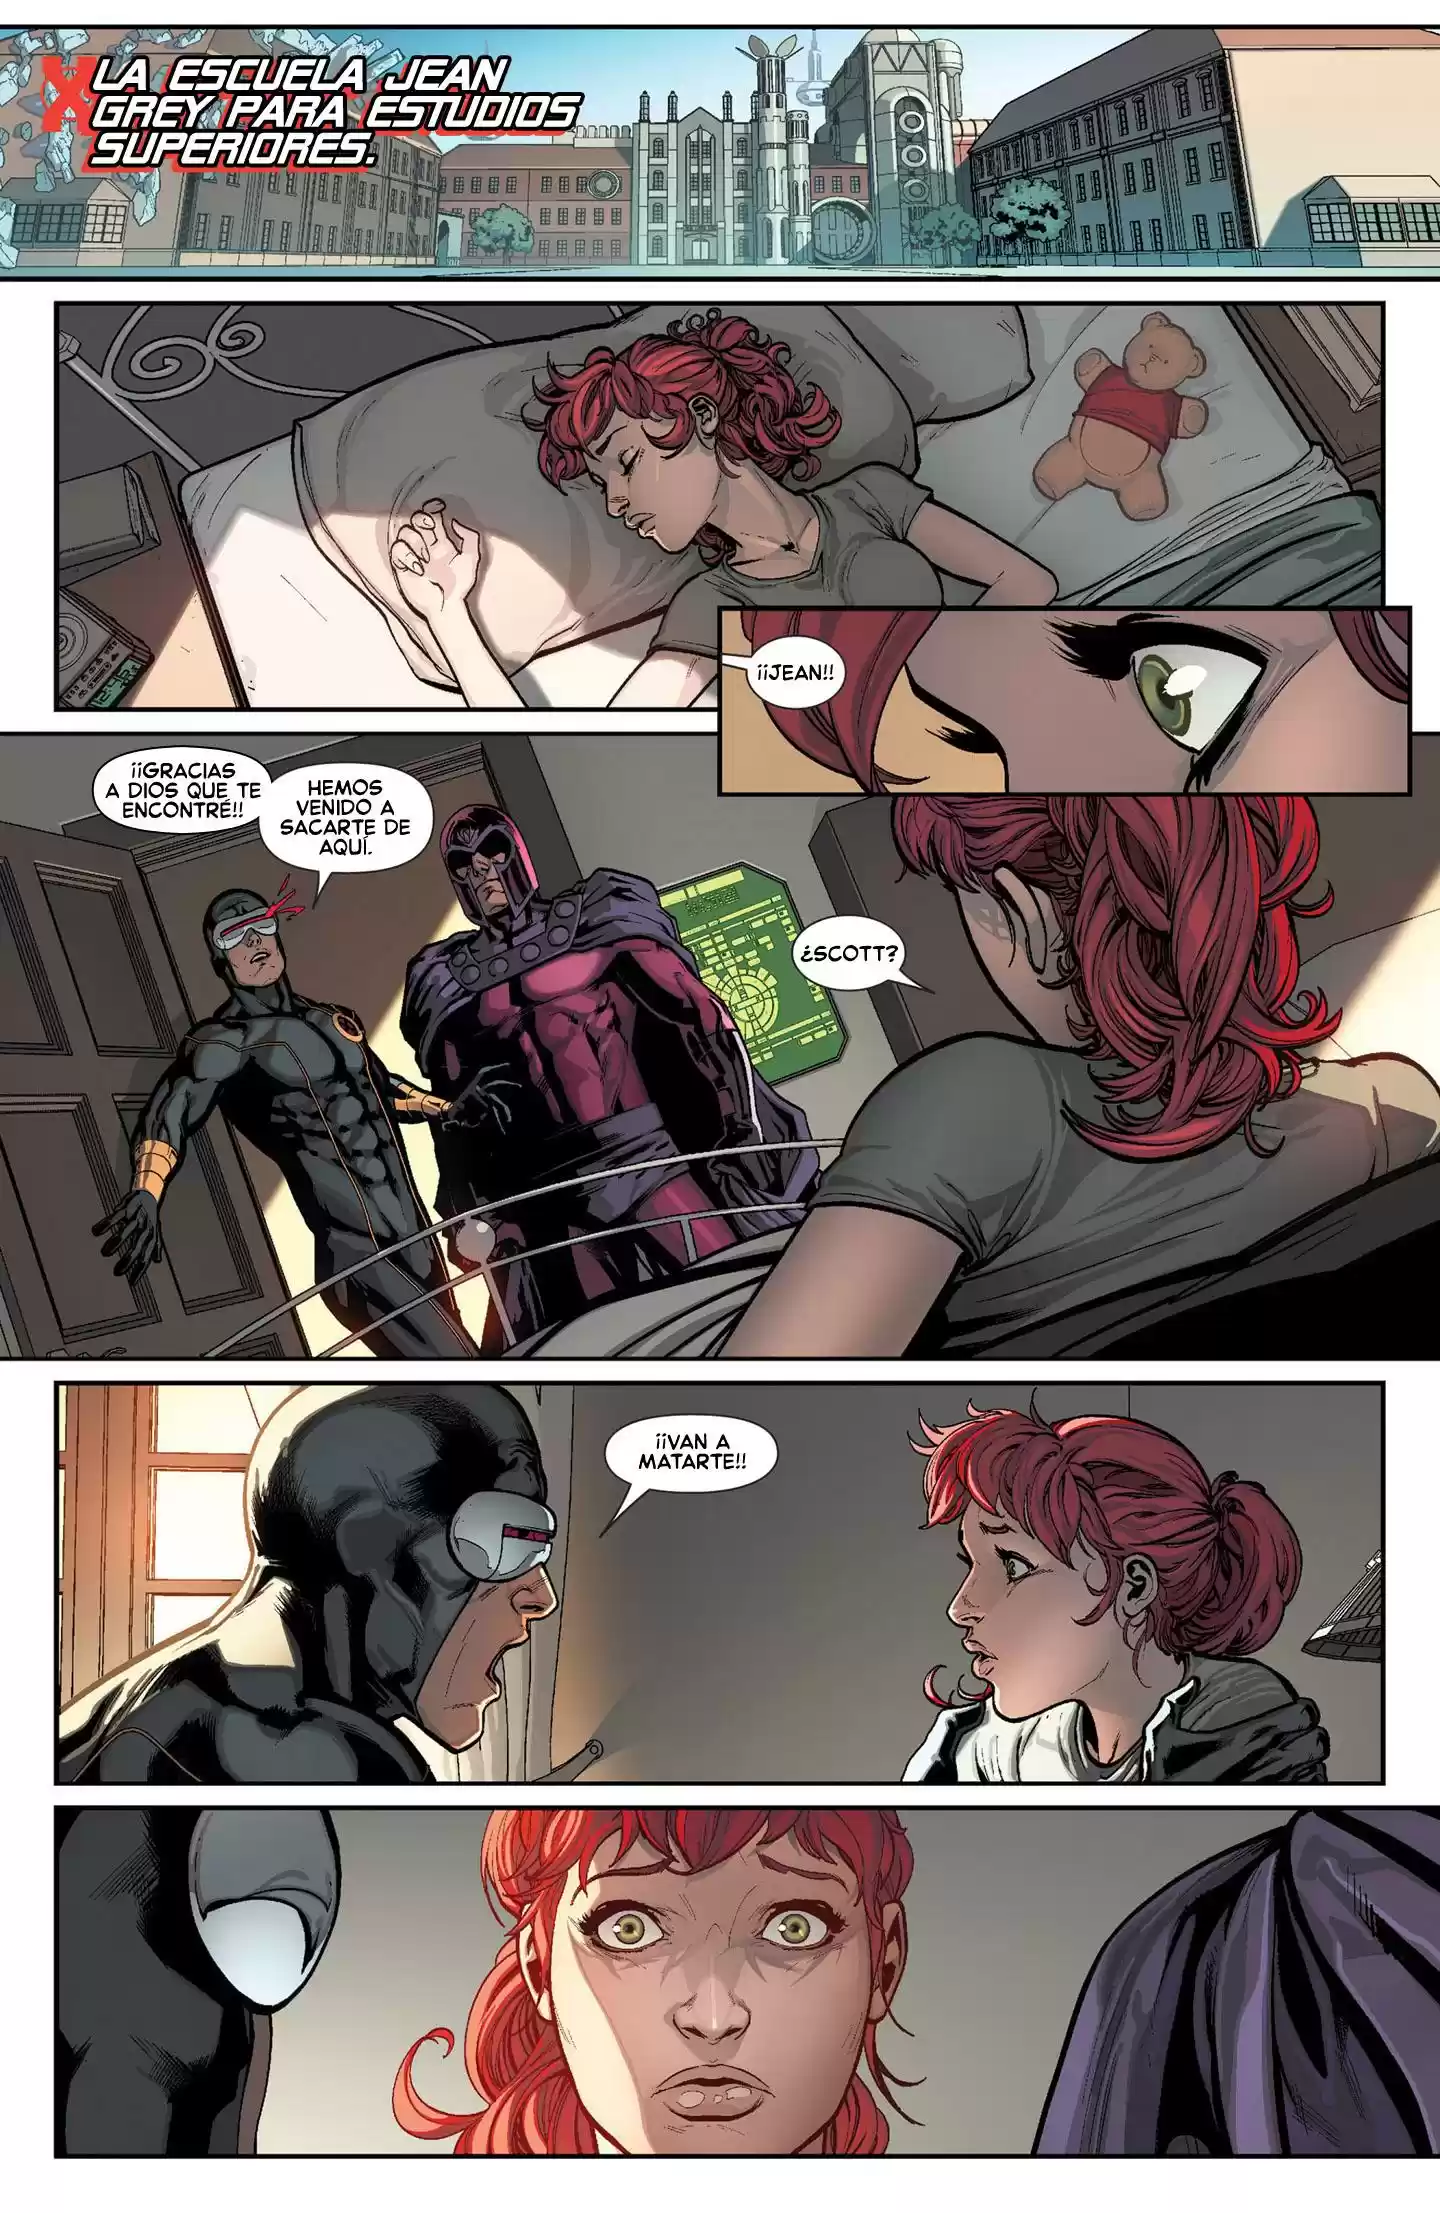 LA ESCUELA JEAN
GREY PARA ESTUDIOS
SUPERIORES.
¡¡JEAN!!
¡¡GRACIAS
A DIOS QUE TE
ENCONTRÉ!!
HEMOS
VENIDO A
SACARTE DE
AQUÍ.
¿SCOTT?
¡¡VAN A
MATARTE!!